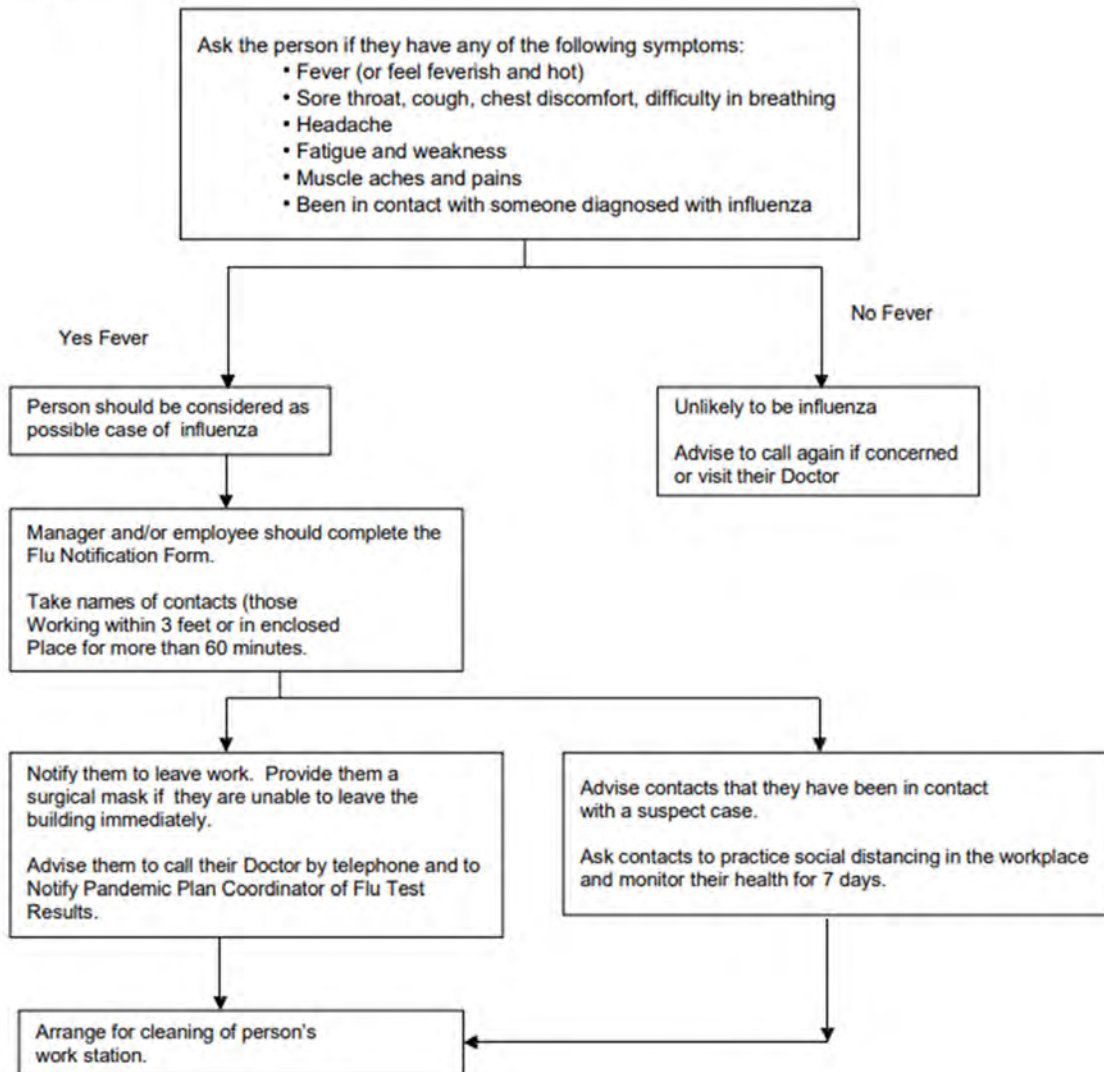 Ask the person if they have any of the following symptoms:
• Fever (or feel feverish and hot)
• Sore throat, cough, chest discomfort, difficulty in breathing
• Headache
• Fatigue and weakness
• Muscle aches and pains
• Been in contact with someone diagnosed with influenza
Yes Fever
No Fever
Person should be considered as
possible case of influenza
Unlikely to be influenza
Advise to call again if concerned
or visit their Doctor
Manager and/or employee should complete the
Flu Notification Form.
Take names of contacts (those
Working within 3 feet or in enclosed
Place for more than 60 minutes.
Notify them to leave work. Provide them a
surgical mask if they are unable to leave the
building immediately.
Advise them to call their Doctor by telephone and to
Notify Pandemic Plan Coordinator of Flu Test
Results.
Advise contacts that they have been in contact
with a suspect case.
Ask contacts to practice social distancing in the workplace
and monitor their health for 7 days.
Arrange for cleaning of person's
work station.